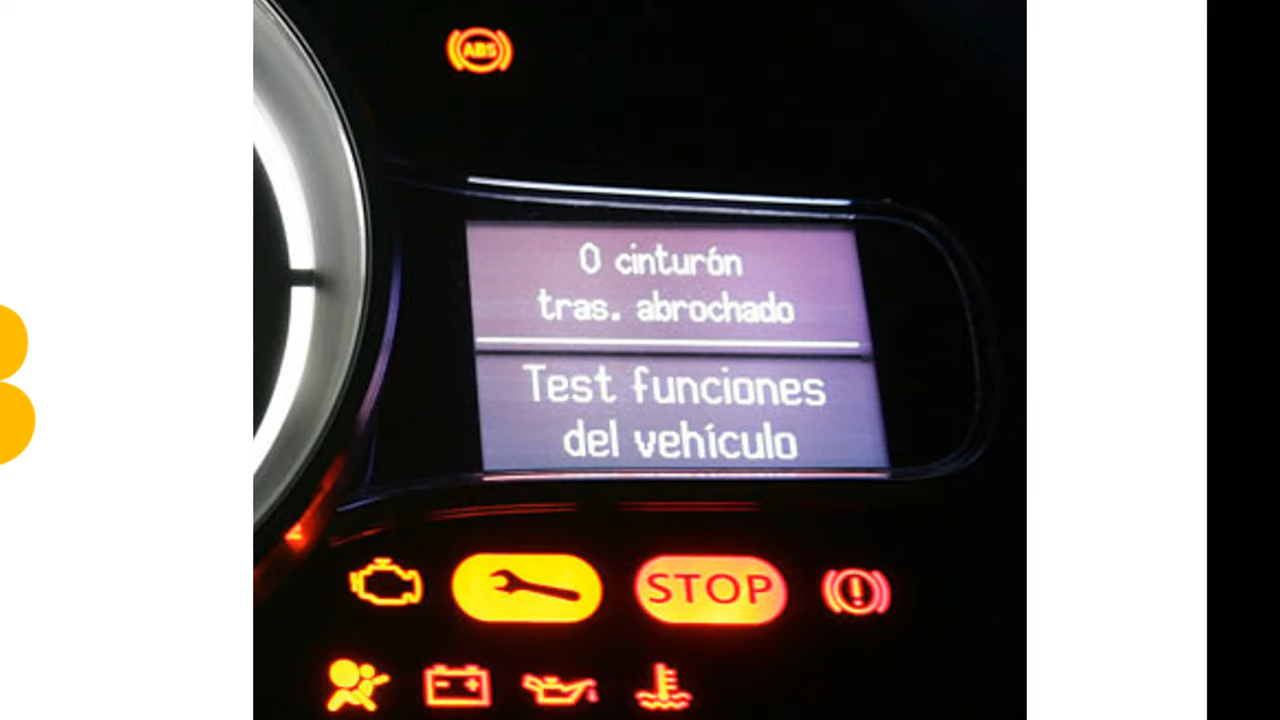 ABS
0 cinturón
tras. abrochado
Test funciones
del vehículo
STOP